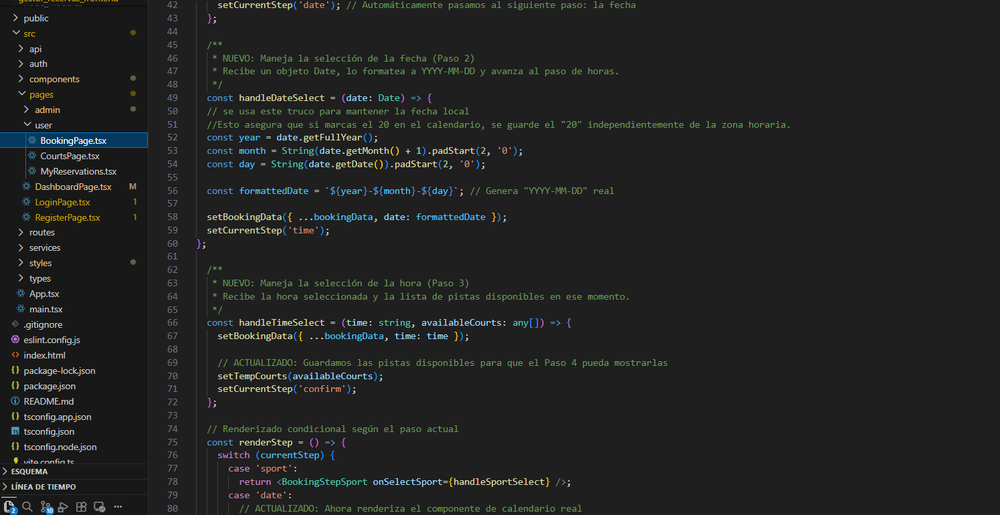 gestor_reservas_frontend
node_modules
public
src
api
auth
components
pages
admin
user
BookingPage.tsx
CourtsPage.tsx
MyReservations.tsx
DashboardPage.tsx M
LoginPage.tsx 1
RegisterPage.tsx 1
routes
services
styles
types
App.tsx
main.tsx
.gitignore
eslint.config.js
index.html
package-lock.json
package.json
README.md
tsconfig.app.json
tsconfig.json
tsconfig.node.json
vite.config.ts
ESQUEMA
LÍNEA DE TIEMPO
2
10
42 setCurrentStep('date'); // Automáticamente pasamos al siguiente paso: la fecha
43 };
44
45 /**
46 * NUEVO: Maneja la selección de la fecha (Paso 2)
47 * Recibe un objeto Date, lo formatea a YYYY-MM-DD y avanza al paso de horas.
48 */
49 const handleDateSelect = (date: Date) => {
50 // se usa este truco para mantener la fecha local
51 //Esto asegura que si marcas el 20 en el calendario, se guarde el "20" independientemente de la zona horaria.
52 const year = date.getFullYear();
53 const month = String(date.getMonth() + 1).padStart(2, '0');
54 const day = String(date.getDate()).padStart(2, '0');
55
56 const formattedDate = `${year}-${month}-${day}`; // Genera "YYYY-MM-DD" real
57
58 setBookingData({ ...bookingData, date: formattedDate });
59 setCurrentStep('time');
60 };
61
62 /**
63 * NUEVO: Maneja la selección de la hora (Paso 3)
64 * Recibe la hora seleccionada y la lista de pistas disponibles en ese momento.
65 */
66 const handleTimeSelect = (time: string, availableCourts: any[]) => {
67 setBookingData({ ...bookingData, time: time });
68
69 // ACTUALIZADO: Guardamos las pistas disponibles para que el Paso 4 pueda mostrarlas
70 setTempCourts(availableCourts);
71 setCurrentStep('confirm');
72 };
73
74 // Renderizado condicional según el paso actual
75 const renderStep = () => {
76 switch (currentStep) {
77 case 'sport':
78 return <BookingStepSport onSelectSport={handleSportSelect} />;
79 case 'date':
80 // ACTUALIZADO: Ahora renderiza el componente de calendario real